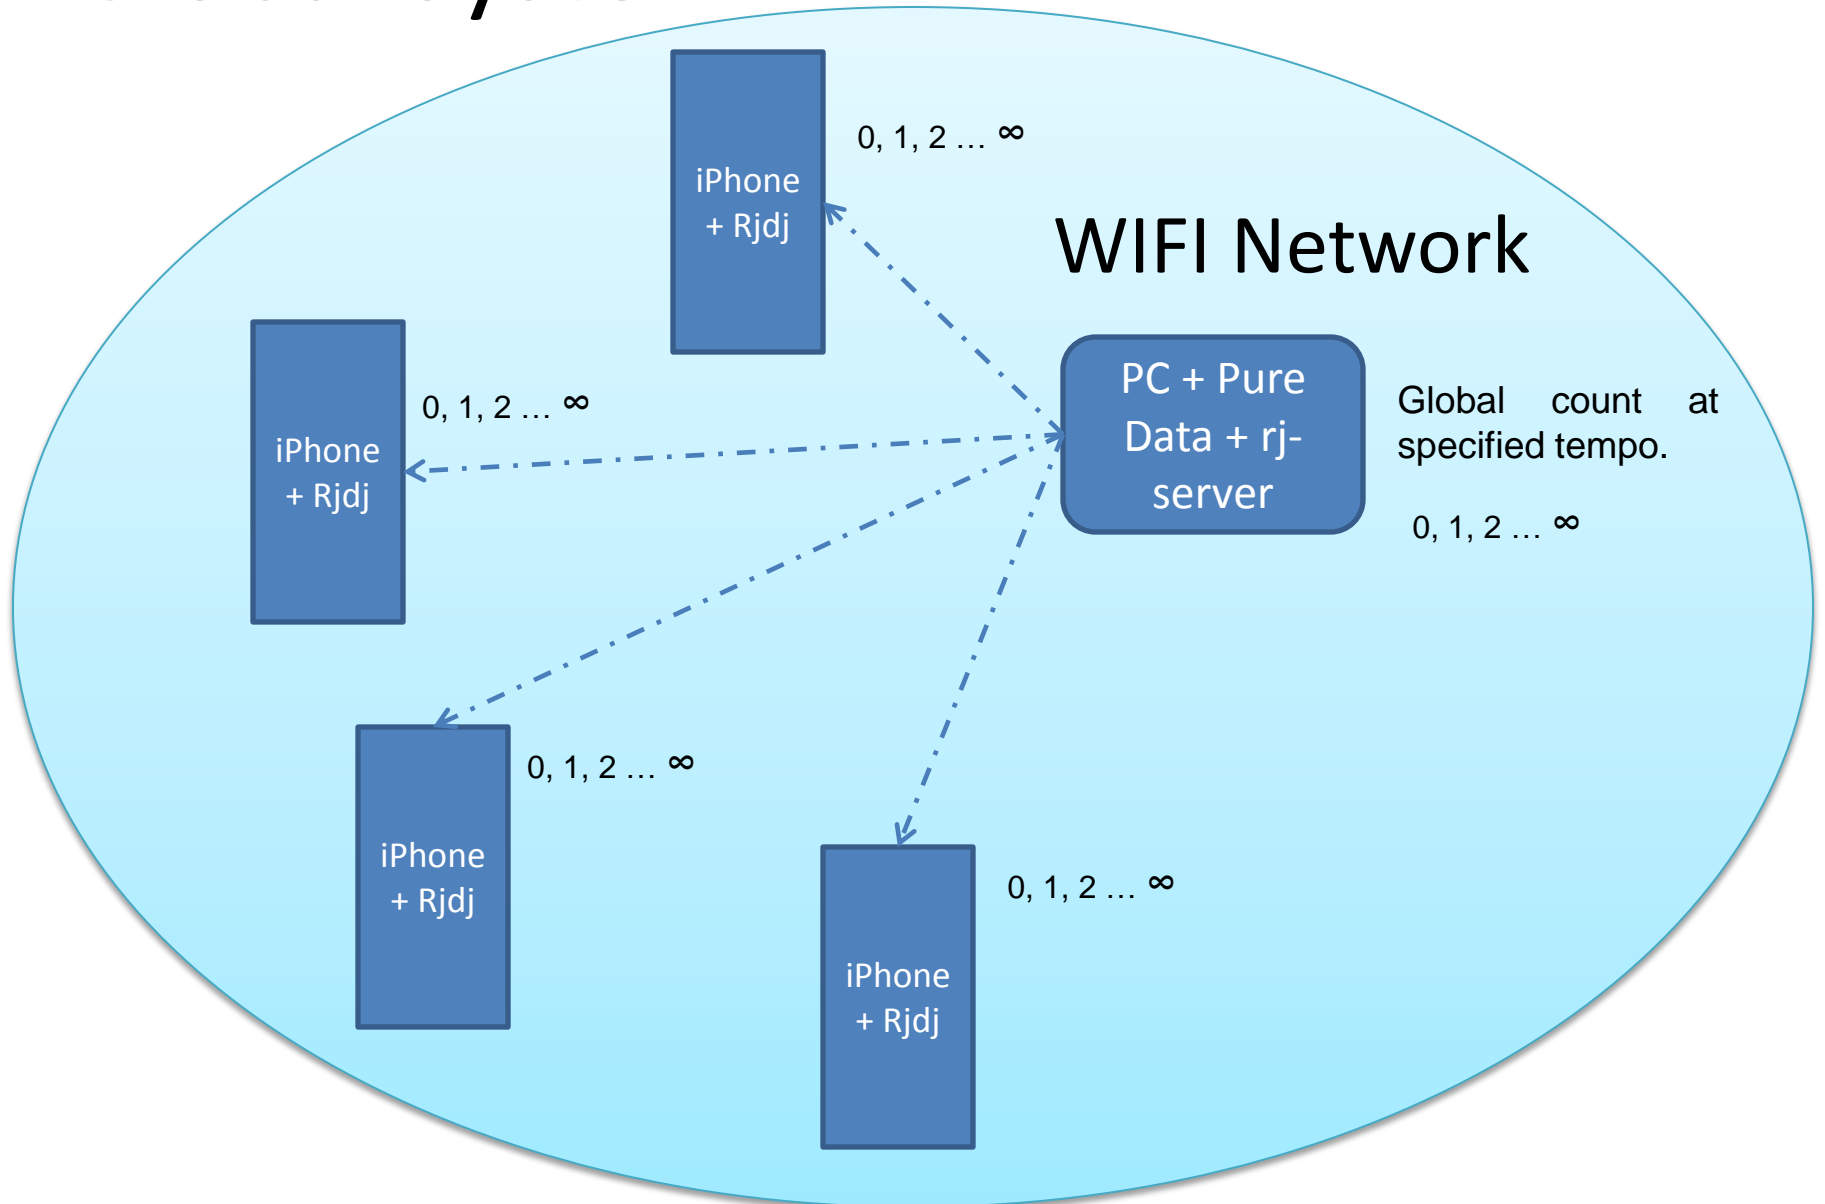 0, 1, 2 … ∞
iPhone
+ Rjdj
WIFI Network
PC + Pure
Data + rj-
server
Global count at
specified tempo.
0, 1, 2 … ∞
0, 1, 2 … ∞
iPhone
+ Rjdj
0, 1, 2 … ∞
iPhone
+ Rjdj
0, 1, 2 … ∞
iPhone
+ Rjdj